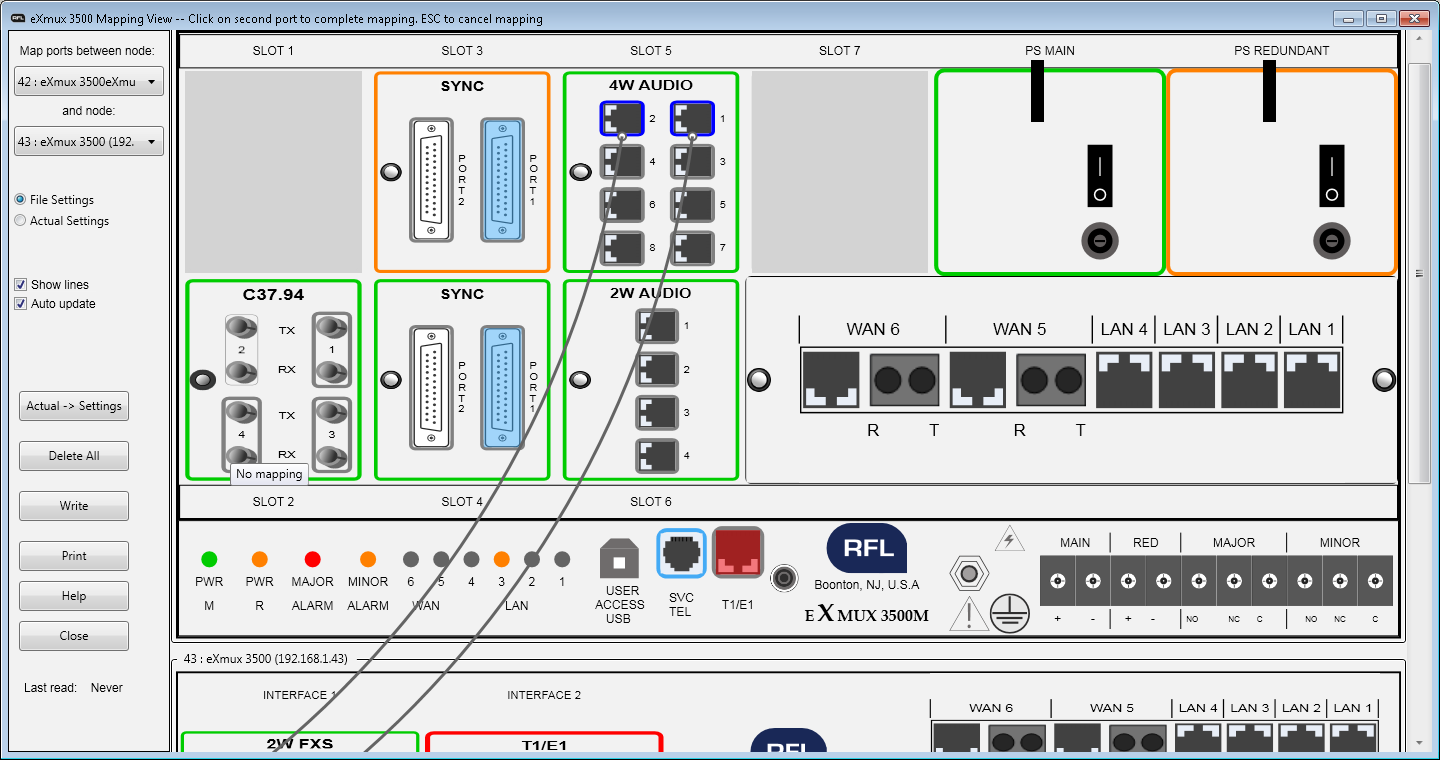 RFL eXmux 3500 Mapping View -- Click on second port to complete mapping. ESC to cancel mapping
Map ports between node:
42 : eXmux 3500eXmu
and node:
43 : eXmux 3500 (192.
File Settings
Actual Settings
Show lines
Auto update
Actual -> Settings
Delete All
Write
Print
Help
Close
Last read: Never
SLOT 1 SLOT 3 SLOT 5 SLOT 7 PS MAIN PS REDUNDANT
SYNC
PORT2
PORT1
4W AUDIO
2 1
4 3
6 5
8 7
C37.94
TX
2 1
RX
TX
4 3
RX
No mapping
SYNC
PORT2
PORT1
2W AUDIO
1
2
3
4
WAN 6 WAN 5 LAN 4 LAN 3 LAN 2 LAN 1
R T R T
SLOT 2 SLOT 4 SLOT 6
PWR PWR MAJOR MINOR 6 5 4 3 2 1
M R ALARM ALARM WAN LAN
USER
ACCESS
USB
SVC
TEL
T1/E1
RFL
Boonton, NJ, U.S.A
eXmux 3500M
MAIN RED MAJOR MINOR
+ - + - NO NC C NO NC C
43 : eXmux 3500 (192.168.1.43)
INTERFACE 1 INTERFACE 2
2W FXS
T1/E1
RFL
WAN 6 WAN 5 LAN 4 LAN 3 LAN 2 LAN 1